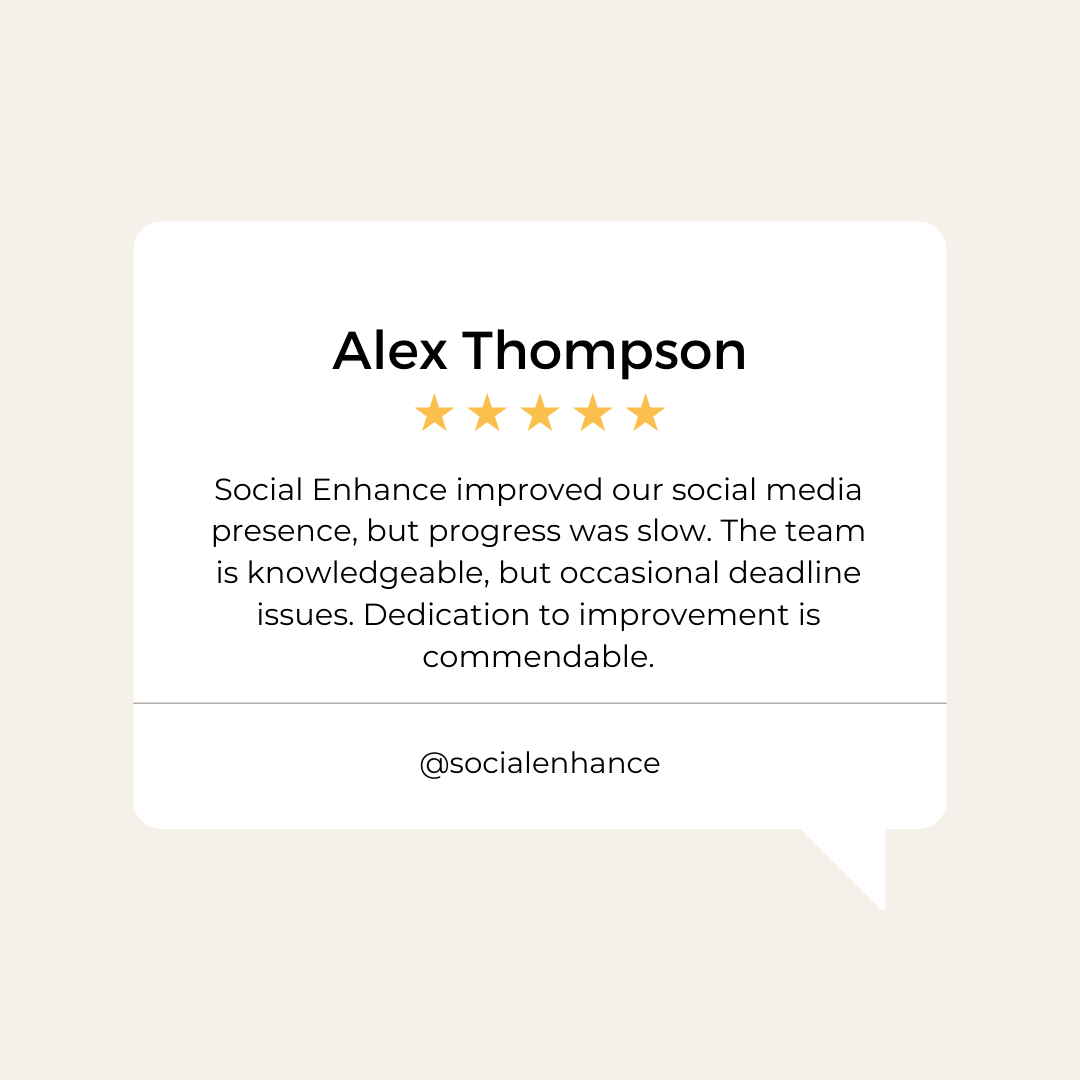 Alex Thompson
Social Enhance improved our social media
presence, but progress was slow. The team
is knowledgeable, but occasional deadline
issues. Dedication to improvement is
commendable.
@socialenhance